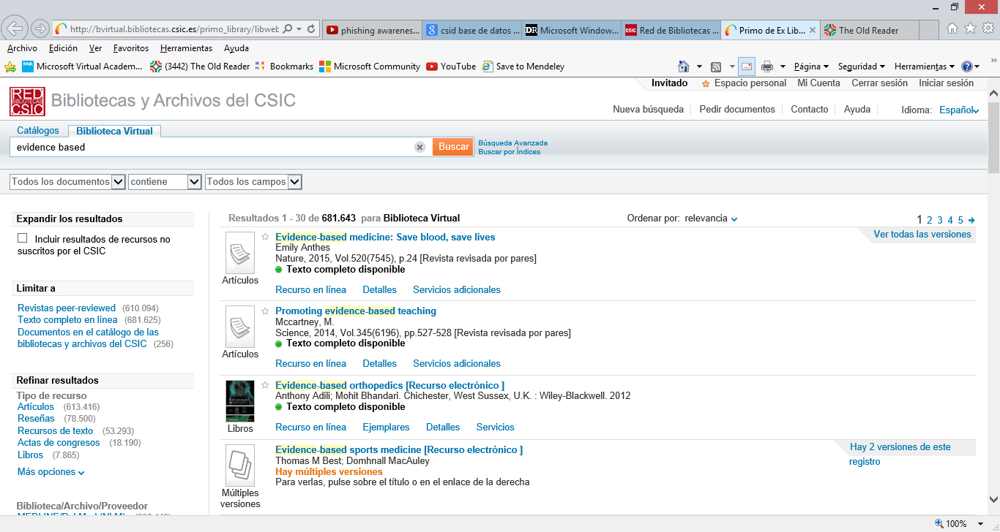 http://bvirtual.bibliotecas.csic.es/primo_library/libweb
phishing awarenes...
csid base de datos ...
Microsoft Window...
Red de Bibliotecas ...
Primo de Ex Lib...
The Old Reader
Archivo Edición Ver Favoritos Herramientas Ayuda
Microsoft Virtual Academ... (3442) The Old Reader Bookmarks Microsoft Community YouTube Save to Mendeley
Página Seguridad Herramientas
Invitado Espacio personal Mi Cuenta Cerrar sesión Iniciar sesión
RED BIBLIOTECAS CSIC
Bibliotecas y Archivos del CSIC
Nueva búsqueda Pedir documentos Contacto Ayuda Idioma: Español
Catálogos Biblioteca Virtual
evidence based
Buscar
Búsqueda Avanzada
Buscar por Índices
Todos los documentos contiene Todos los campos
Expandir los resultados
Incluir resultados de recursos no
suscritos por el CSIC
Limitar a
Revistas peer-reviewed (610.094)
Texto completo en línea (681.625)
Documentos en el catálogo de las
bibliotecas y archivos del CSIC (256)
Refinar resultados
Tipo de recurso
Artículos (613.416)
Reseñas (78.500)
Recursos de texto (53.293)
Actas de congresos (18.190)
Libros (7.865)
Más opciones
Biblioteca/Archivo/Proveedor
Resultados 1 - 30 de 681.643 para Biblioteca Virtual
Ordenar por: relevancia
1 2 3 4 5
Ver todas las versiones
Evidence-based medicine: Save blood, save lives
Emily Anthes
Nature, 2015, Vol.520(7545), p.24 [Revista revisada por pares]
Texto completo disponible
Artículos
Recurso en línea Detalles Servicios adicionales
Promoting evidence-based teaching
Mccartney, M.
Science, 2014, Vol.345(6196), pp.527-528 [Revista revisada por pares]
Texto completo disponible
Artículos
Recurso en línea Detalles Servicios adicionales
Evidence-based orthopedics [Recurso electrónico ]
Anthony Adili; Mohit Bhandari. Chichester, West Sussex, U.K. : Wiley-Blackwell. 2012
Texto completo disponible
Libros
Recurso en línea Ejemplares Detalles Servicios
Evidence-based sports medicine [Recurso electrónico ]
Thomas M Best; Domhnall MacAuley
Hay múltiples versiones
Para verlas, pulse sobre el título o en el enlace de la derecha
Múltiples
versiones
Hay 2 versiones de este
registro
100%